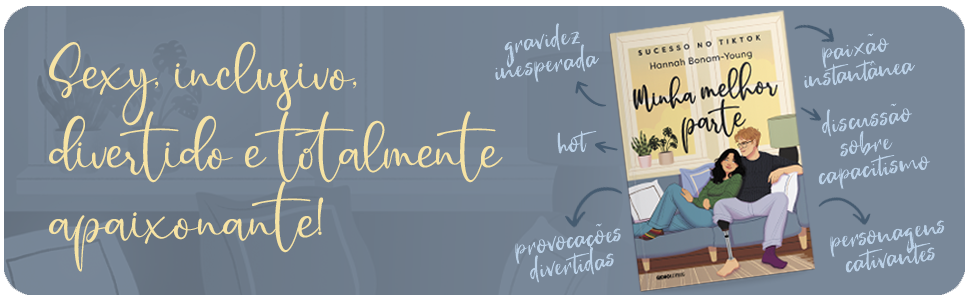 Sexy, inclusivo,
divertido e totalmente
apaixonante!
gravidez
inesperada
hot
provocações
divertidas
SUCESSO NO TIKTOK
Hannah Bonam-Young
Minha melhor
parte
paixão
instantânea
discussão
sobre
capacitismo
personagens
cativantes